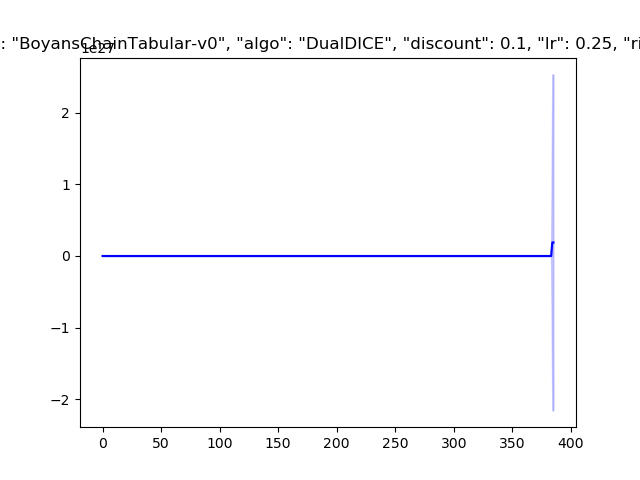 : "BoyansChainTabular-v0", "algo": "DualDICE", "discount": 0.1, "lr": 0.25, "ri
1e27
2
1
0
−1
−2
0 50 100 150 200 250 300 350 400